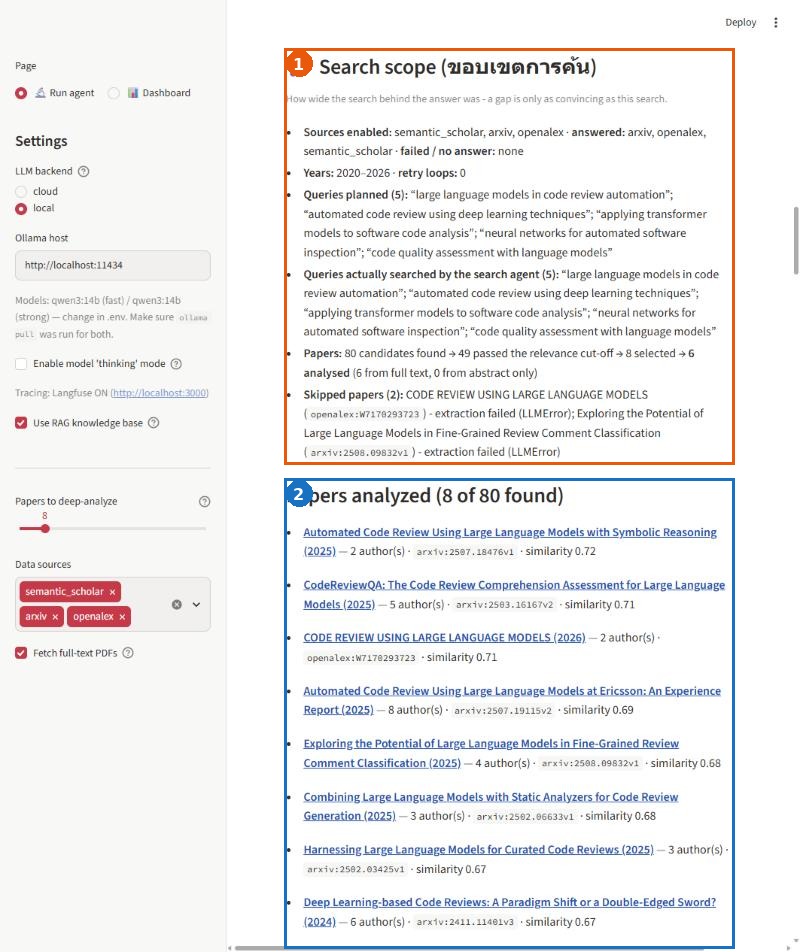 Deploy
Page
Run agent
Dashboard
Settings
LLM backend
cloud
local
Ollama host
http://localhost:11434
Models: qwen3:14b (fast) / qwen3:14b
(strong) — change in .env. Make sure ollama
pull was run for both.
Enable model 'thinking' mode
Tracing: Langfuse ON (http://localhost:3000)
Use RAG knowledge base
Papers to deep-analyze
8
Data sources
semantic_scholar ×
arxiv × openalex ×
Fetch full-text PDFs
1 Search scope (ขอบเขตการค้น)
How wide the search behind the answer was - a gap is only as convincing as this search.
• Sources enabled: semantic_scholar, arxiv, openalex · answered: arxiv, openalex,
semantic_scholar · failed / no answer: none
• Years: 2020–2026 · retry loops: 0
• Queries planned (5): “large language models in code review automation”;
“automated code review using deep learning techniques”; “applying transformer
models to software code analysis”; “neural networks for automated software
inspection”; “code quality assessment with language models”
• Queries actually searched by the search agent (5): “large language models in code
review automation”; “automated code review using deep learning techniques”;
“applying transformer models to software code analysis”; “neural networks for
automated software inspection”; “code quality assessment with language models”
• Papers: 80 candidates found → 49 passed the relevance cut-off → 8 selected → 6
analysed (6 from full text, 0 from abstract only)
• Skipped papers (2): CODE REVIEW USING LARGE LANGUAGE MODELS
( openalex:W7170293723 ) - extraction failed (LLMError); Exploring the Potential of
Large Language Models in Fine-Grained Review Comment Classification
( arxiv:2508.09832v1 ) - extraction failed (LLMError)
2 pers analyzed (8 of 80 found)
• Automated Code Review Using Large Language Models with Symbolic Reasoning
(2025) — 2 author(s) · arxiv:2507.18476v1 · similarity 0.72
• CodeReviewQA: The Code Review Comprehension Assessment for Large Language
Models (2025) — 5 author(s) · arxiv:2503.16167v2 · similarity 0.71
• CODE REVIEW USING LARGE LANGUAGE MODELS (2026) — 2 author(s) ·
openalex:W7170293723 · similarity 0.71
• Automated Code Review Using Large Language Models at Ericsson: An Experience
Report (2025) — 8 author(s) · arxiv:2507.19115v2 · similarity 0.69
• Exploring the Potential of Large Language Models in Fine-Grained Review
Comment Classification (2025) — 4 author(s) · arxiv:2508.09832v1 · similarity 0.68
• Combining Large Language Models with Static Analyzers for Code Review
Generation (2025) — 3 author(s) · arxiv:2502.06633v1 · similarity 0.68
• Harnessing Large Language Models for Curated Code Reviews (2025) — 3 author(s) ·
arxiv:2502.03425v1 · similarity 0.67
• Deep Learning-based Code Reviews: A Paradigm Shift or a Double-Edged Sword?
(2024) — 6 author(s) · arxiv:2411.11401v3 · similarity 0.67